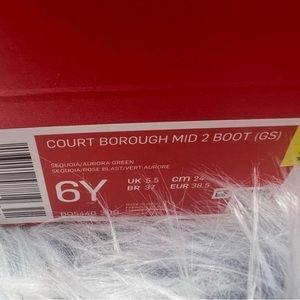 COURT BOROUGH MID 2 BOOT (GS)
SEQUOIA/AURORA GREEN
SEQUOIA/ROSE BLAST/VERT AURORE
6Y
UK 5.5 cm 24
BR 37 EUR 38.5